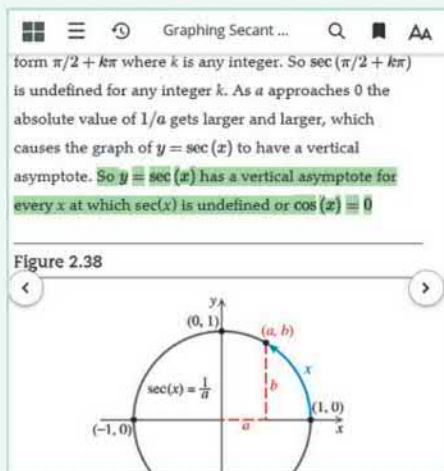 Graphing Secant ...
AA
form π/2 + kπ where k is any integer. So sec (π/2 + kπ)
is undefined for any integer k. As a approaches 0 the
absolute value of 1/a gets larger and larger, which
causes the graph of y = sec (x) to have a vertical
asymptote. So y = sec (x) has a vertical asymptote for
every x at which sec(x) is undefined or cos (x) = 0
Figure 2.38
y
(0, 1)
(a, b)
x
sec(x) = 1/a
b
(1, 0)
(−1, 0)
a
x